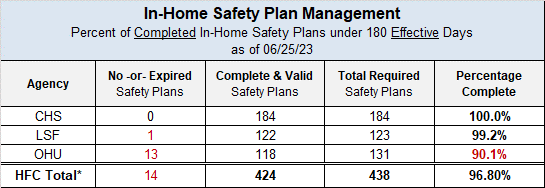 In-Home Safety Plan Management
Percent of Completed In-Home Safety Plans under 180 Effective Days
as of 06/25/23
Agency No -or- Expired Safety Plans Complete & Valid Safety Plans Total Required Safety Plans Percentage Complete
CHS 0 184 184 100.0%
LSF 1 122 123 99.2%
OHU 13 118 131 90.1%
HFC Total* 14 424 438 96.80%